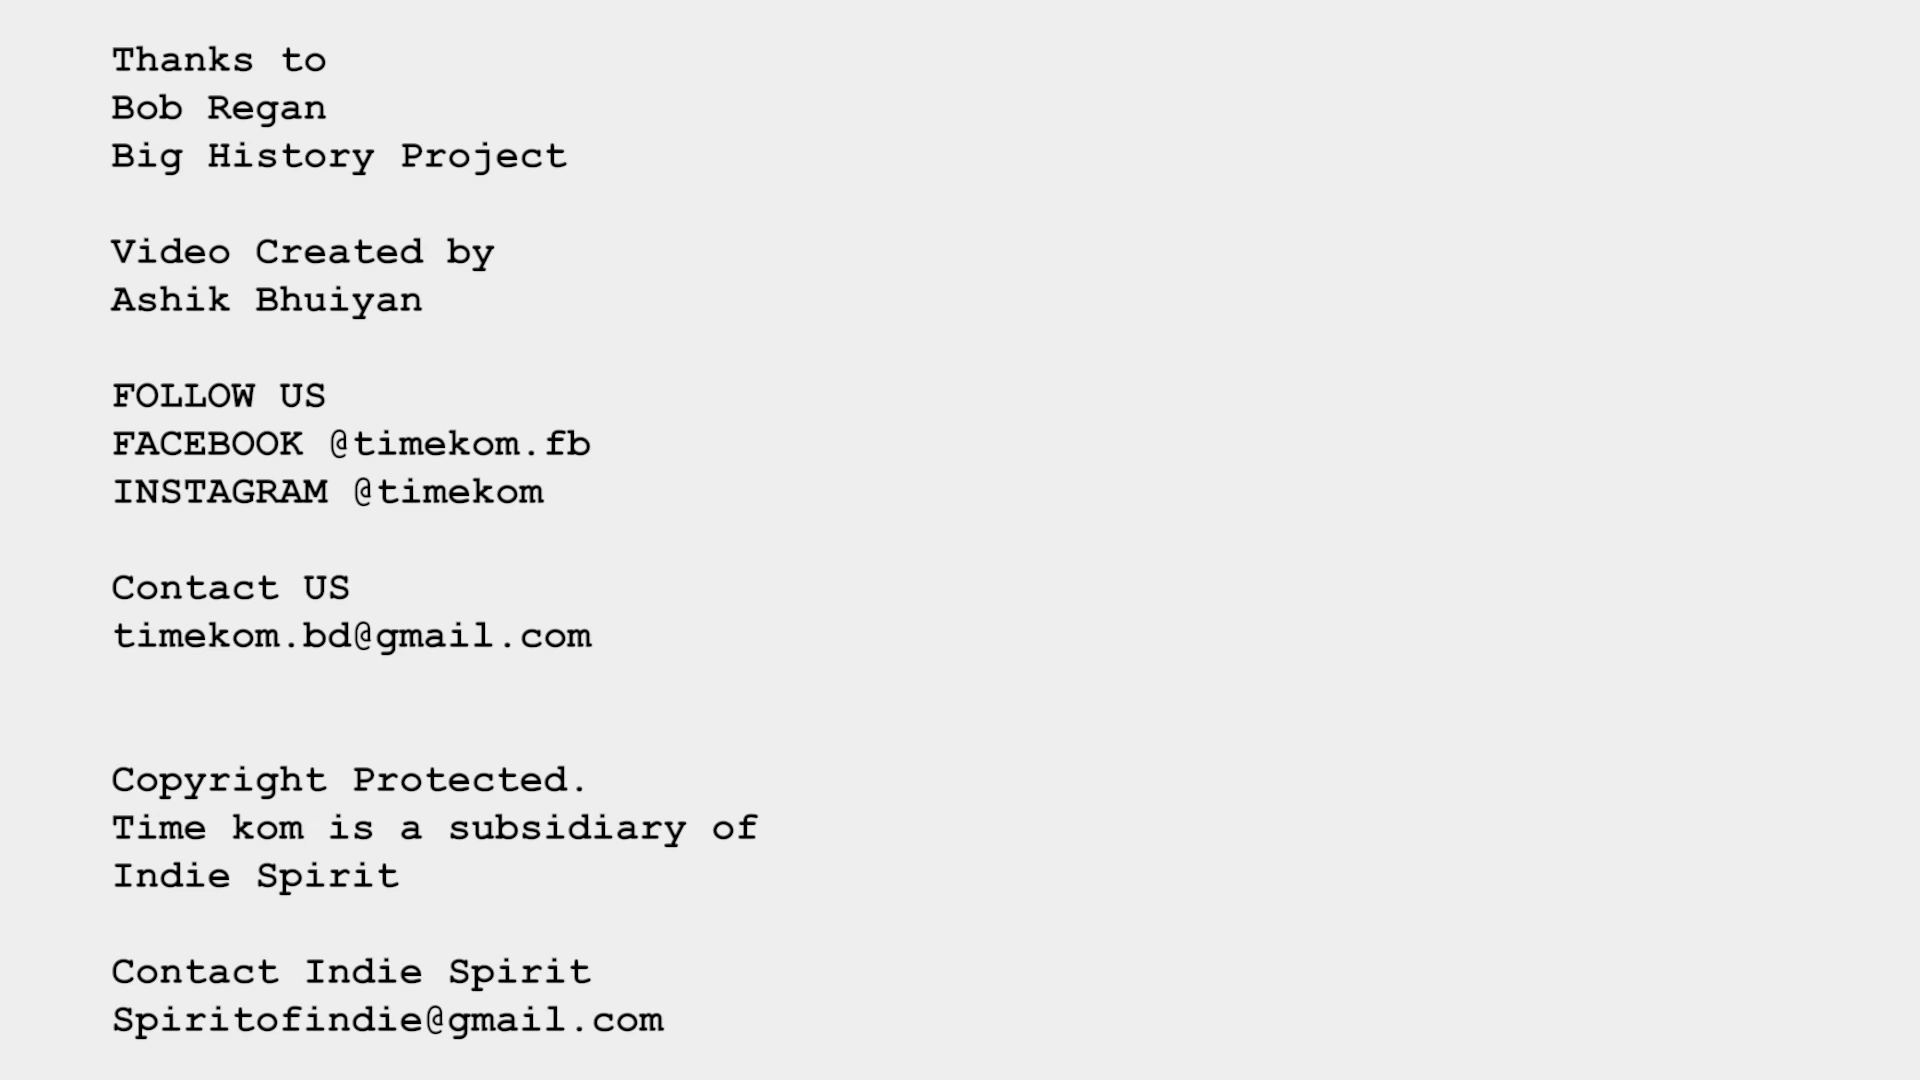 Thanks to
Bob Regan
Big History Project
Video Created by
Ashik Bhuiyan
FOLLOW US
FACEBOOK @timekom.fb
INSTAGRAM @timekom
Contact US
timekom.bd@gmail.com
Copyright Protected.
Time kom is a subsidiary of
Indie Spirit
Contact Indie Spirit
Spiritofindie@gmail.com